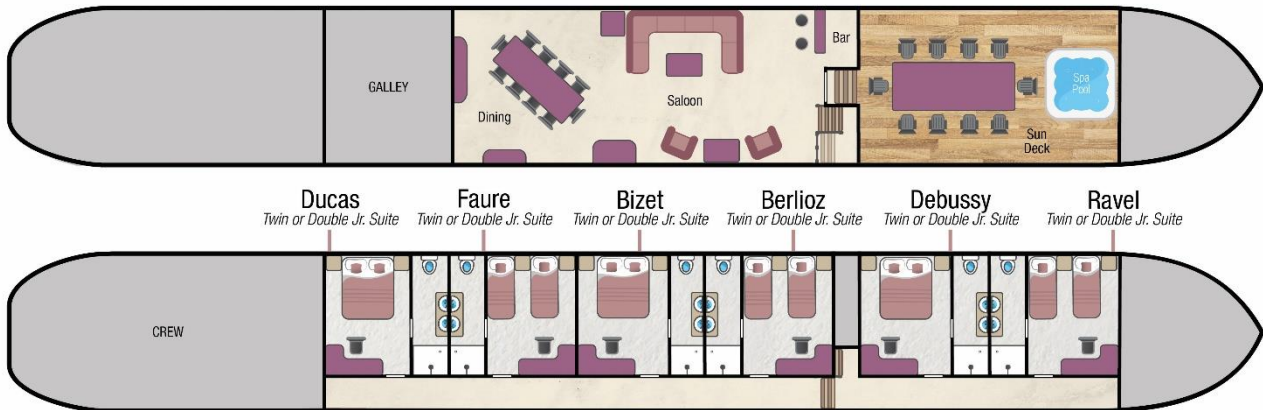 GALLEY
Dining
Saloon
Bar
Sun
Deck
Spa
Pool
Ducas
Twin or Double Jr. Suite
Faure
Twin or Double Jr. Suite
Bizet
Twin or Double Jr. Suite
Berlioz
Twin or Double Jr. Suite
Debussy
Twin or Double Jr. Suite
Ravel
Twin or Double Jr. Suite
CREW